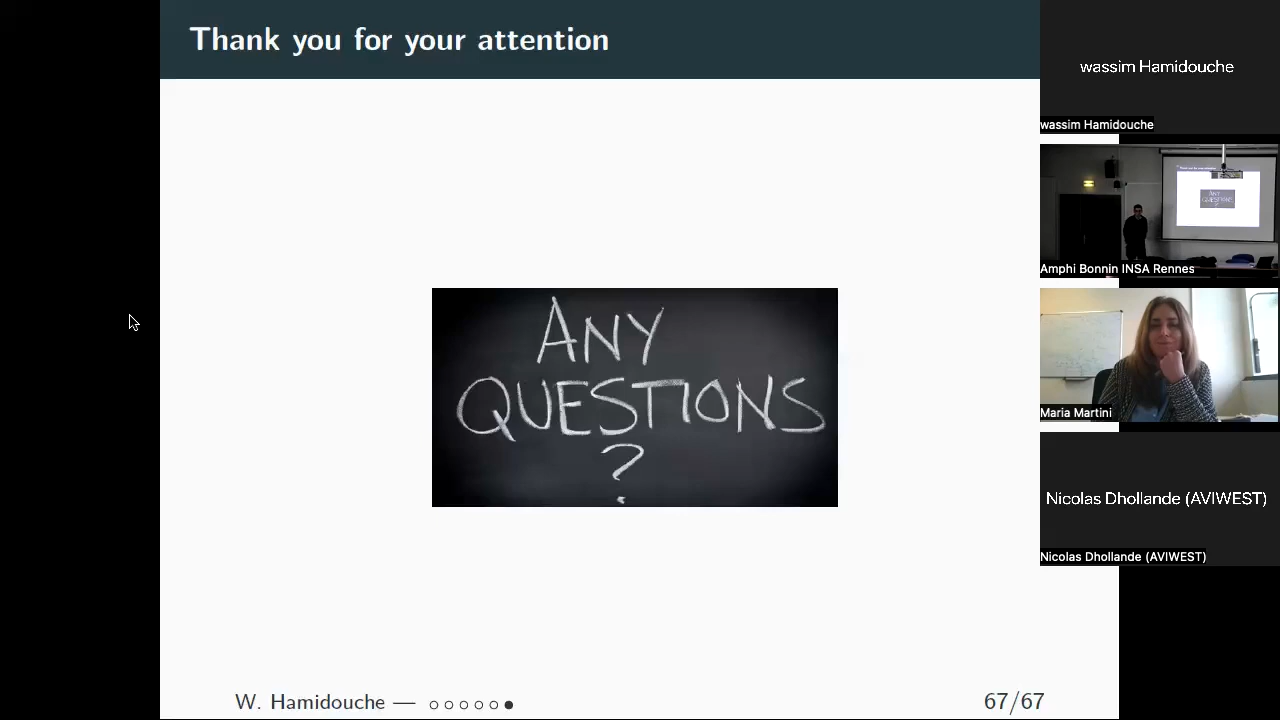 Thank you for your attention
ANY
QUESTIONS
?
W. Hamidouche —
67/67
wassim Hamidouche
wassim Hamidouche
Amphi Bonnin INSA Rennes
Maria Martini
Nicolas Dhollande (AVIWEST)
Nicolas Dhollande (AVIWEST)